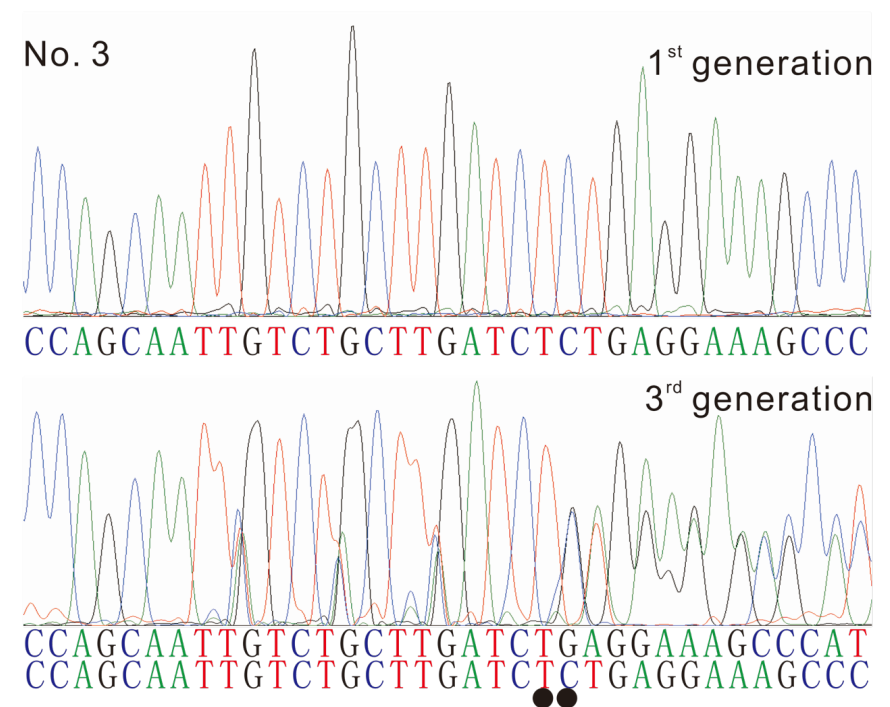 No. 3
1st generation
CCAGCAATTGTCTGCTTGATCTCTGAGGAAAGCCC
3rd generation
CCAGCAATTGTCTGCTTGATCTGAGGAAAGCCCAT
CCAGCAATTGTCTGCTTGATCTCTGAGGAAAGCCC